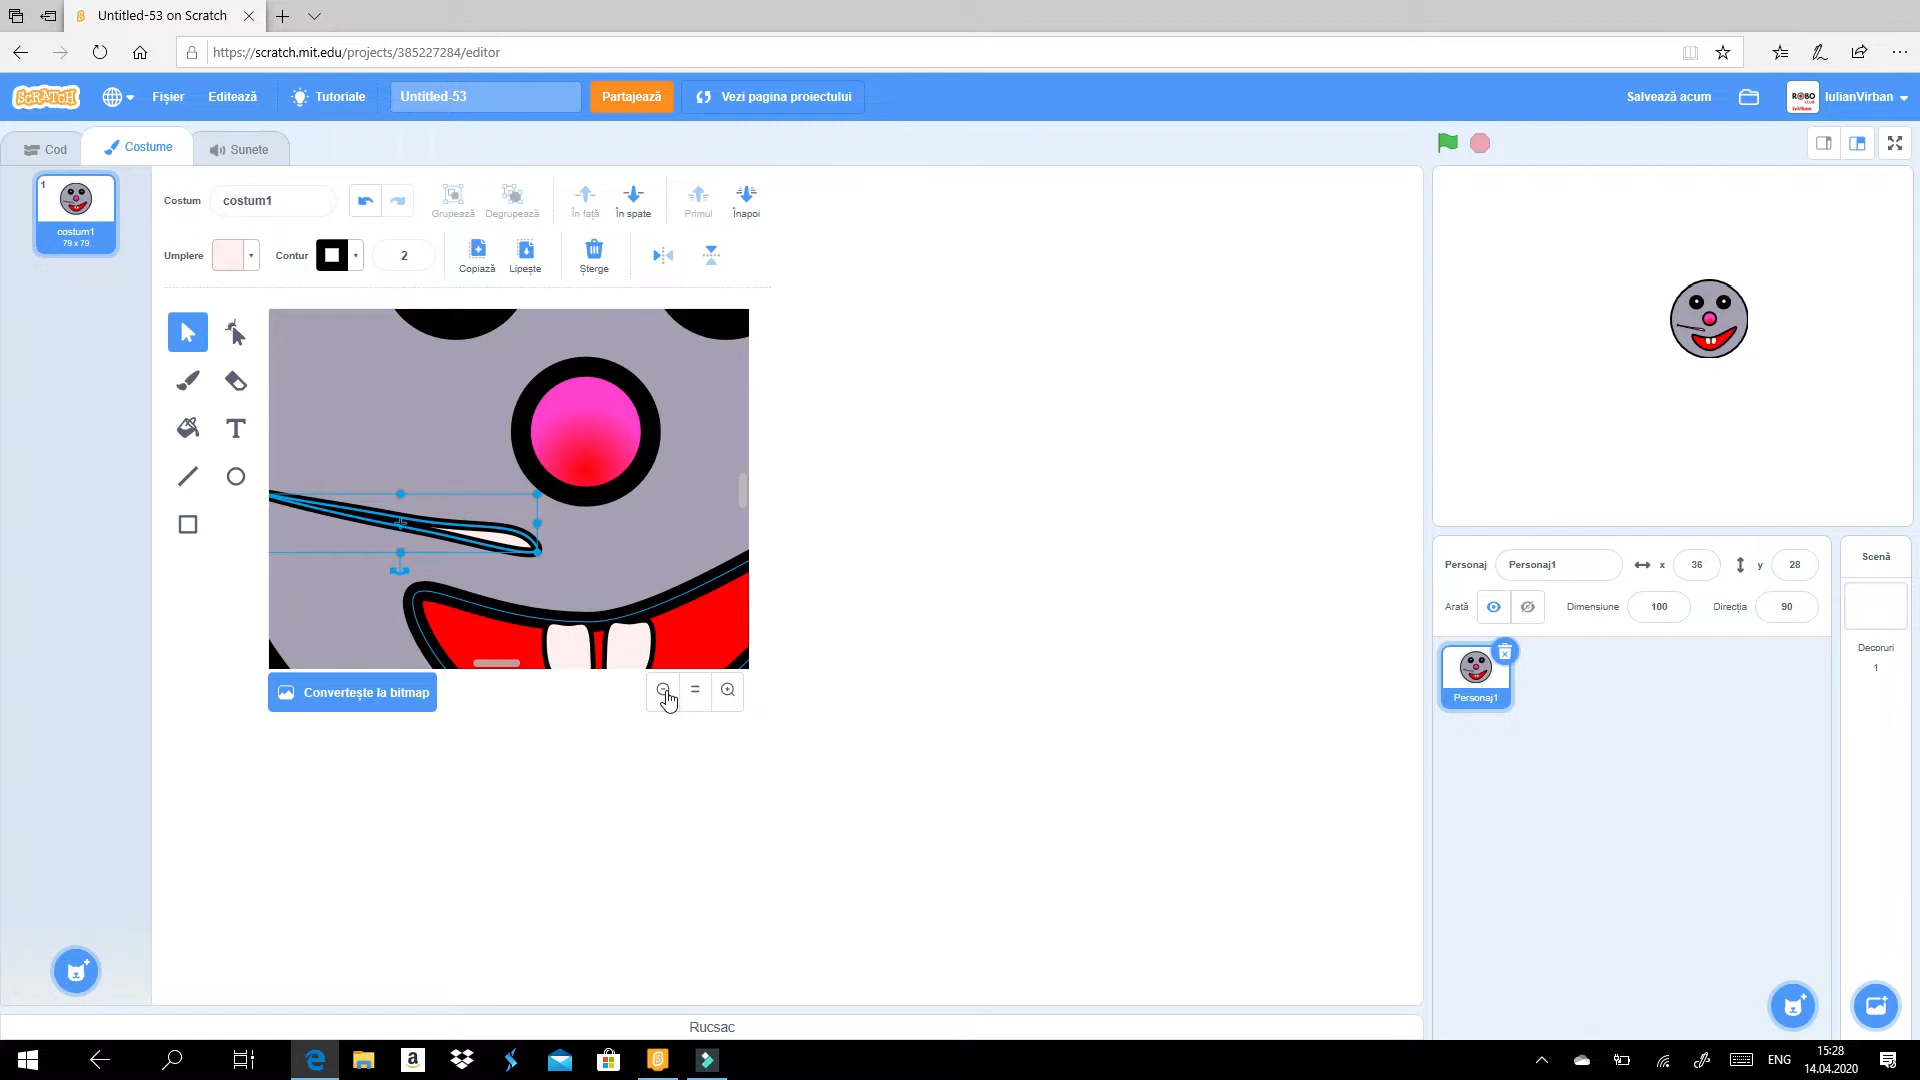 Untitled-53 on Scratch
https://scratch.mit.edu/projects/385227284/editor
SCRATCH
Fișier
Editează
Tutoriale
Untitled-53
Partajează
Vezi pagina proiectului
Salvează acum
ROBO
IulianVirban
Cod
Costume
Sunete
1
costum1
79 x 79
Costum
costum1
Grupează
Degrupează
În față
În spate
Primul
Înapoi
Umplere
Contur
2
Copiază
Lipește
Șterge
Convertește la bitmap
Personaj
Personaj1
x
36
y
28
Arată
Dimensiune
100
Direcția
90
Personaj1
Scenă
Decoruri
1
Rucsac
ENG
15:28
14.04.2020